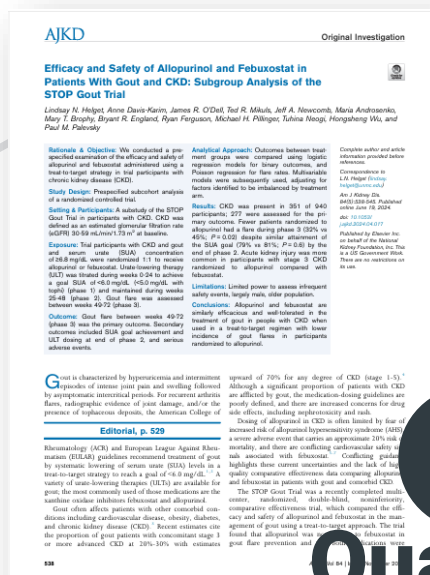 AJKD
Original Investigation
Efficacy and Safety of Allopurinol and Febuxostat in
Patients With Gout and CKD: Subgroup Analysis of the
STOP Gout Trial
Lindsay N. Helget, Anne Davis-Karim, James R. O'Dell, Ted R. Mikuls, Jeff A. Newcomb, Maria Androsenko,
Mary T. Brophy, Bryant R. England, Ryan Ferguson, Michael H. Pillinger, Tuhina Neogi, Hongsheng Wu, and
Paul M. Palevsky
Rationale & Objective: We conducted a pre-
specified examination of the efficacy and safety of
allopurinol and febuxostat administered using a
treat-to-target strategy in trial participants with
chronic kidney disease (CKD).
Study Design: Prespecified subcohort analysis
of a randomized controlled trial.
Setting & Participants: A substudy of the STOP
Gout Trial in participants with CKD. CKD was
defined as an estimated glomerular filtration rate
(eGFR) 30-59 mL/min/1.73 m² at baseline.
Exposure: Trial participants with CKD and gout
and serum urate (SUA) concentration
of ≥6.8 mg/dL were randomized 1:1 to receive
allopurinol or febuxostat. Urate-lowering therapy
(ULT) was titrated during weeks 0-24 to achieve
a goal SUA of <6.0 mg/dL (<5.0 mg/dL with
tophi) (phase 1) and maintained during weeks
25-48 (phase 2). Gout flare was assessed
between weeks 49-72 (phase 3).
Outcome: Gout flare between weeks 49-72
(phase 3) was the primary outcome. Secondary
outcomes included SUA goal achievement and
ULT dosing at end of phase 2, and serious
adverse events.
Analytical Approach: Outcomes between treat-
ment groups were compared using logistic
regression models for binary outcomes, and
Poisson regression for flare rates. Multivariable
models were subsequently used, adjusting for
factors identified to be imbalanced by treatment
arm.
Results: CKD was present in 351 of 940
participants; 277 were assessed for the pri-
mary outcome. Fewer patients randomized to
allopurinol had a flare during phase 3 (32% vs
45%; P = 0.02) despite similar attainment of
the SUA goal (79% vs 81%; P = 0.6) by the
end of phase 2. Acute kidney injury was more
common in participants with stage 3 CKD
randomized to allopurinol compared with
febuxostat.
Limitations: Limited power to assess infrequent
safety events, largely male, older population.
Conclusions: Allopurinol and febuxostat are
similarly efficacious and well-tolerated in the
treatment of gout in people with CKD when
used in a treat-to-target regimen with lower
incidence of gout flares in participants
randomized to allopurinol.
Complete author and article
information provided before
references.
Correspondence to
L.N. Helget (lindsay.
helget@unmc.edu)
Am J Kidney Dis.
84(5):538-545. Published
online June 19, 2024.
doi: 10.1053/
j.ajkd.2024.04.017
Published by Elsevier Inc.
on behalf of the National
Kidney Foundation, Inc. This
is a US Government Work.
There are no restrictions on
its use.
Gout is characterized by hyperuricemia and intermittent
episodes of intense joint pain and swelling followed
by asymptomatic intercritical periods. For recurrent arthritis
flares, radiographic evidence of joint damage, and/or the
presence of tophaceous deposits, the American College of
Editorial, p. 529
Rheumatology (ACR) and European League Against Rheu-
matism (EULAR) guidelines recommend treatment of gout
by systematic lowering of serum urate (SUA) levels in a
treat-to-target strategy to reach a goal of <6.0 mg/dL. A
variety of urate-lowering therapies (ULTs) are available for
gout; the most commonly used of those medications are the
xanthine oxidase inhibitors febuxostat and allopurinol.
Gout often affects patients with other comorbid con-
ditions including cardiovascular disease, obesity, diabetes,
and chronic kidney disease (CKD). Recent estimates cite
the proportion of gout patients with concomitant stage 3
or more advanced CKD at 20%-30% with estimates
upward of 70% for any degree of CKD (stage 1-5).
Although a significant proportion of patients with CKD
are afflicted by gout, the medication-dosing guidelines are
poorly defined, and there are increased concerns for drug
side effects, including nephrotoxicity and rash.
Dosing of allopurinol in CKD is often limited by fear of
increased risk of allopurinol hypersensitivity syndrome (AHS),
a severe adverse event that carries an approximate 20% risk
mortality, and there are conflicting cardiovascular safety
nals associated with febuxostat. Conflicting
highlights these current uncertainties and the lack of
quality comparative effectiveness data comparing
and febuxostat in patients with gout and comorbid CKD
The STOP Gout Trial was a recently completed multi-
center, randomized, double-blind, noninferiority,
comparative effectiveness trial, which compared the effi-
cacy and safety of allopurinol and febuxostat in the man-
agement of gout using a treat-to-target approach. The trial
found that allopurinol was to febuxostat in
gout flare prevention and were
538